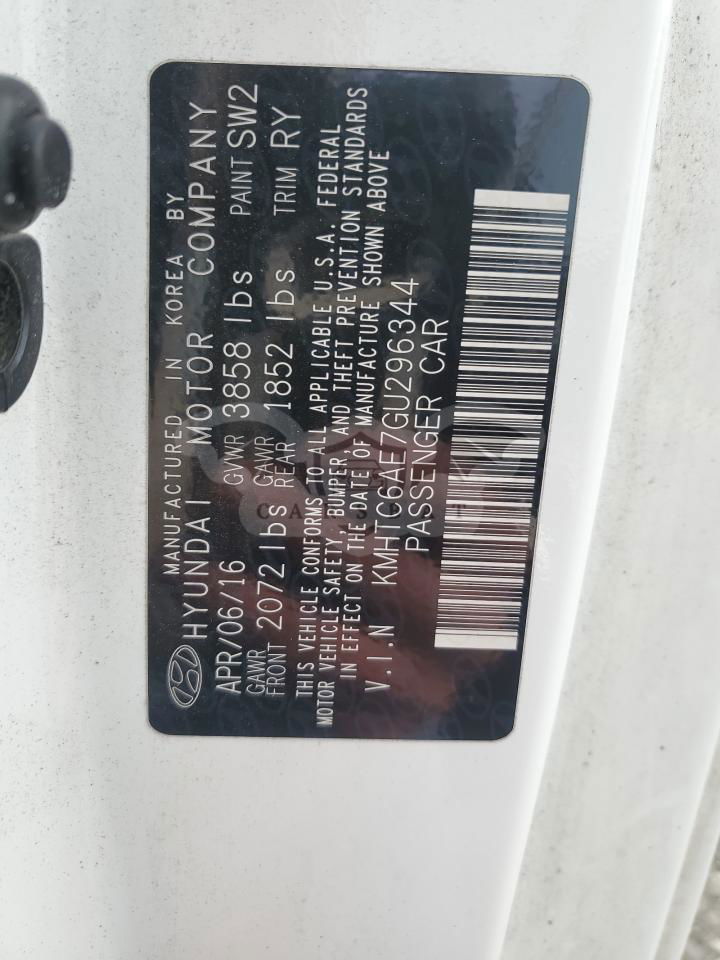 MANUFACTURED IN KOREA BY
HYUNDAI MOTOR COMPANY
APR/06/16 GVWR 3858 lbs PAINT SW2
GAWR FRONT 2072 lbs GAWR REAR 1852 lbs TRIM RY
THIS VEHICLE CONFORMS TO ALL APPLICABLE U.S.A. FEDERAL
MOTOR VEHICLE SAFETY, BUMPER, AND THEFT PREVENTION STANDARDS
IN EFFECT ON THE DATE OF MANUFACTURE SHOWN ABOVE
V.I.N KMHTC6AE7GU296344
PASSENGER CAR